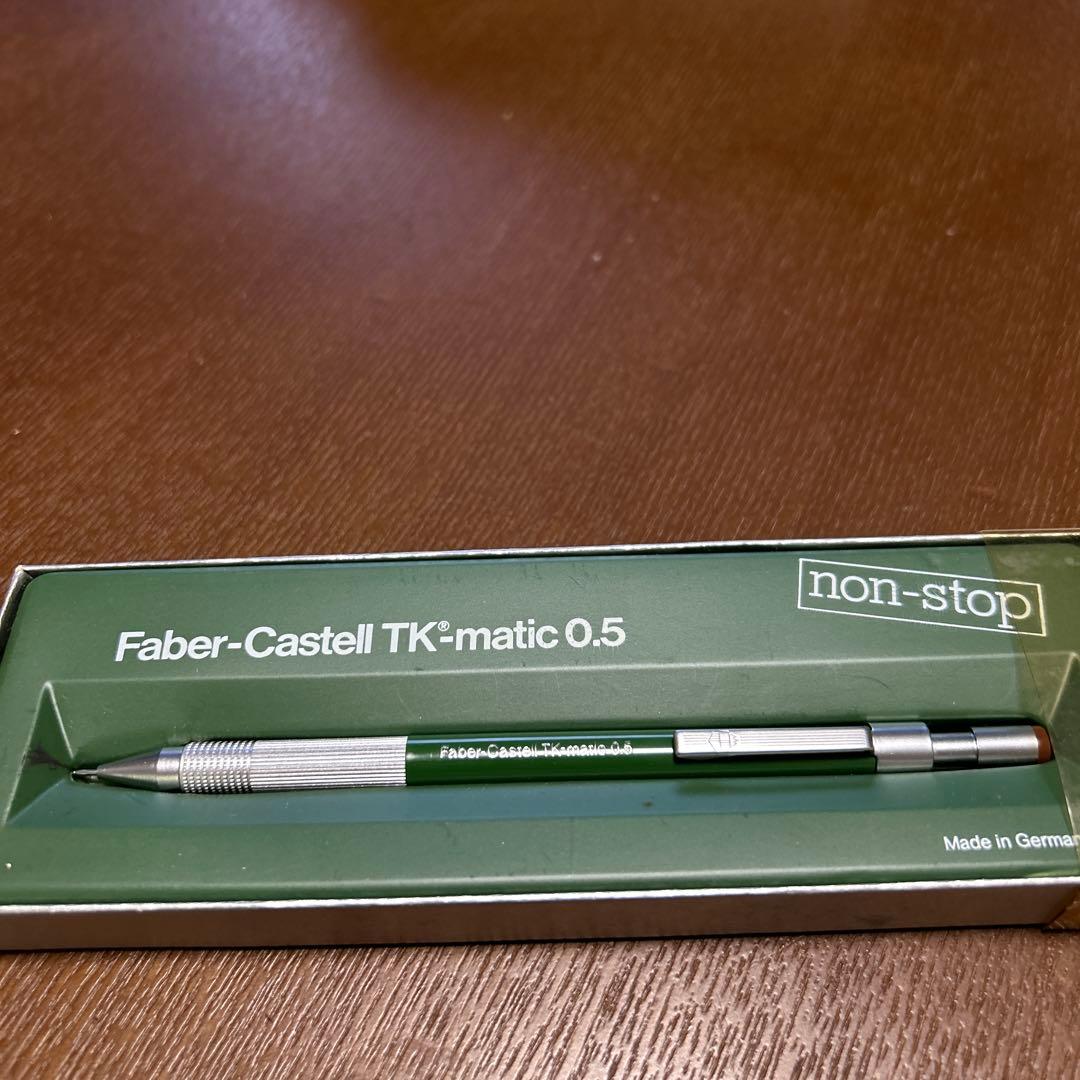 non-stop
Faber-Castell TK®-matic 0.5
Faber-Castell TK-matic 0.5
Made in German